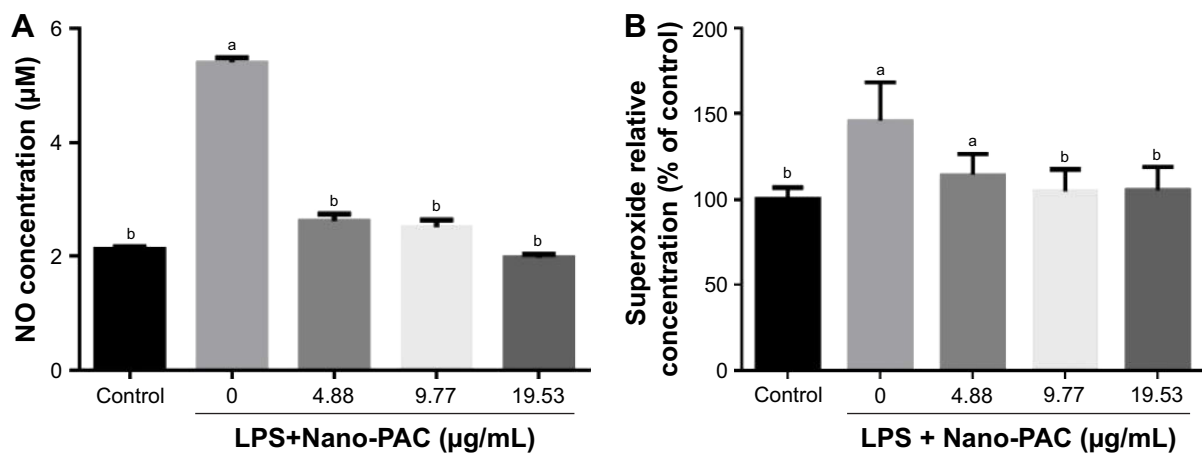 A
NO concentration (µM)
6
4
2
0
a
b
b
b
b
Control
0
4.88
9.77
19.53
LPS+Nano-PAC (µg/mL)
B
Superoxide relative
concentration (% of control)
200
150
100
50
0
b
a
a
b
b
Control
0
4.88
9.77
19.53
LPS + Nano-PAC (µg/mL)